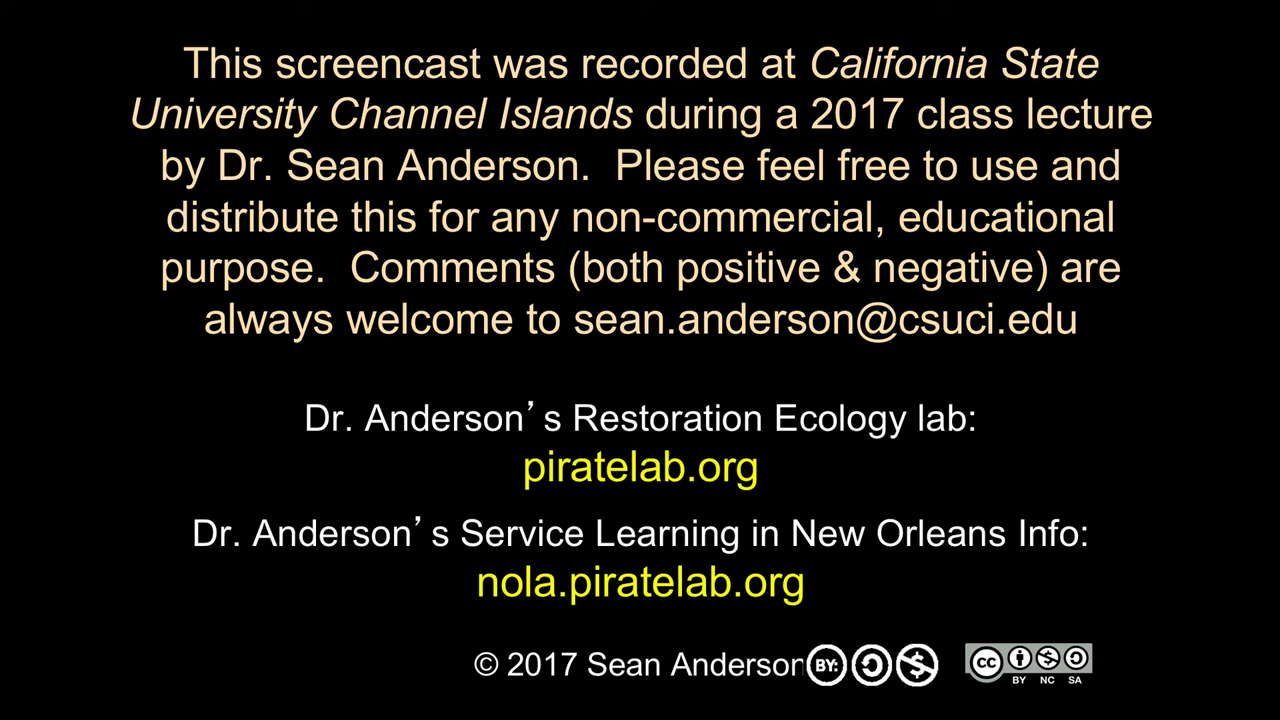 This screencast was recorded at California State
University Channel Islands during a 2017 class lecture
by Dr. Sean Anderson. Please feel free to use and
distribute this for any non-commercial, educational
purpose. Comments (both positive & negative) are
always welcome to sean.anderson@csuci.edu
Dr. Anderson’s Restoration Ecology lab:
piratelab.org
Dr. Anderson’s Service Learning in New Orleans Info:
nola.piratelab.org
© 2017 Sean Anderson BY: $ cc $
BY NC SA